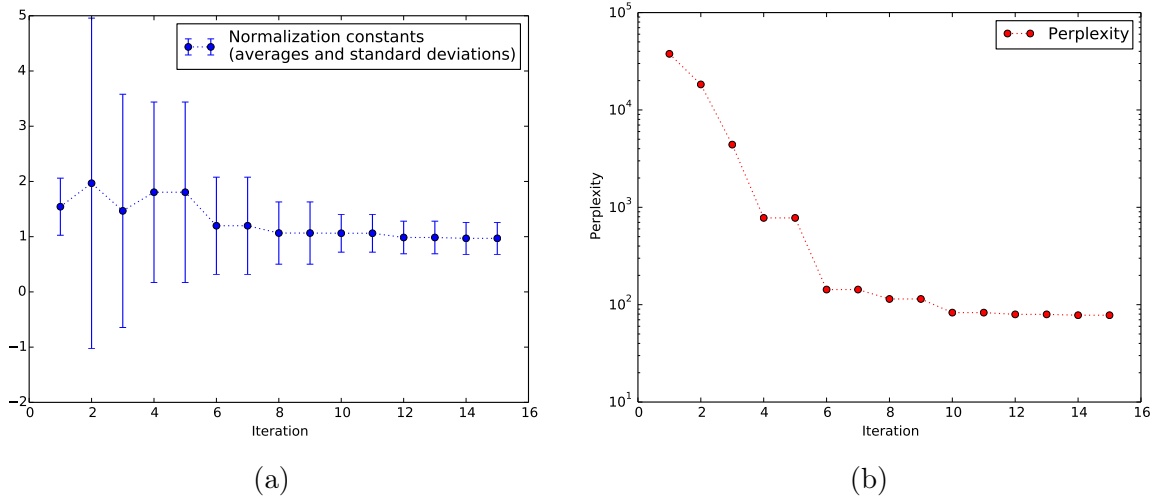 5
4
3
2
1
0
−1
−2
0 2 4 6 8 10 12 14 16
Iteration
Normalization constants
(averages and standard deviations)
(a)
10^5
10^4
10^3
10^2
10^1
Perplexity
0 2 4 6 8 10 12 14 16
Iteration
Perplexity
(b)